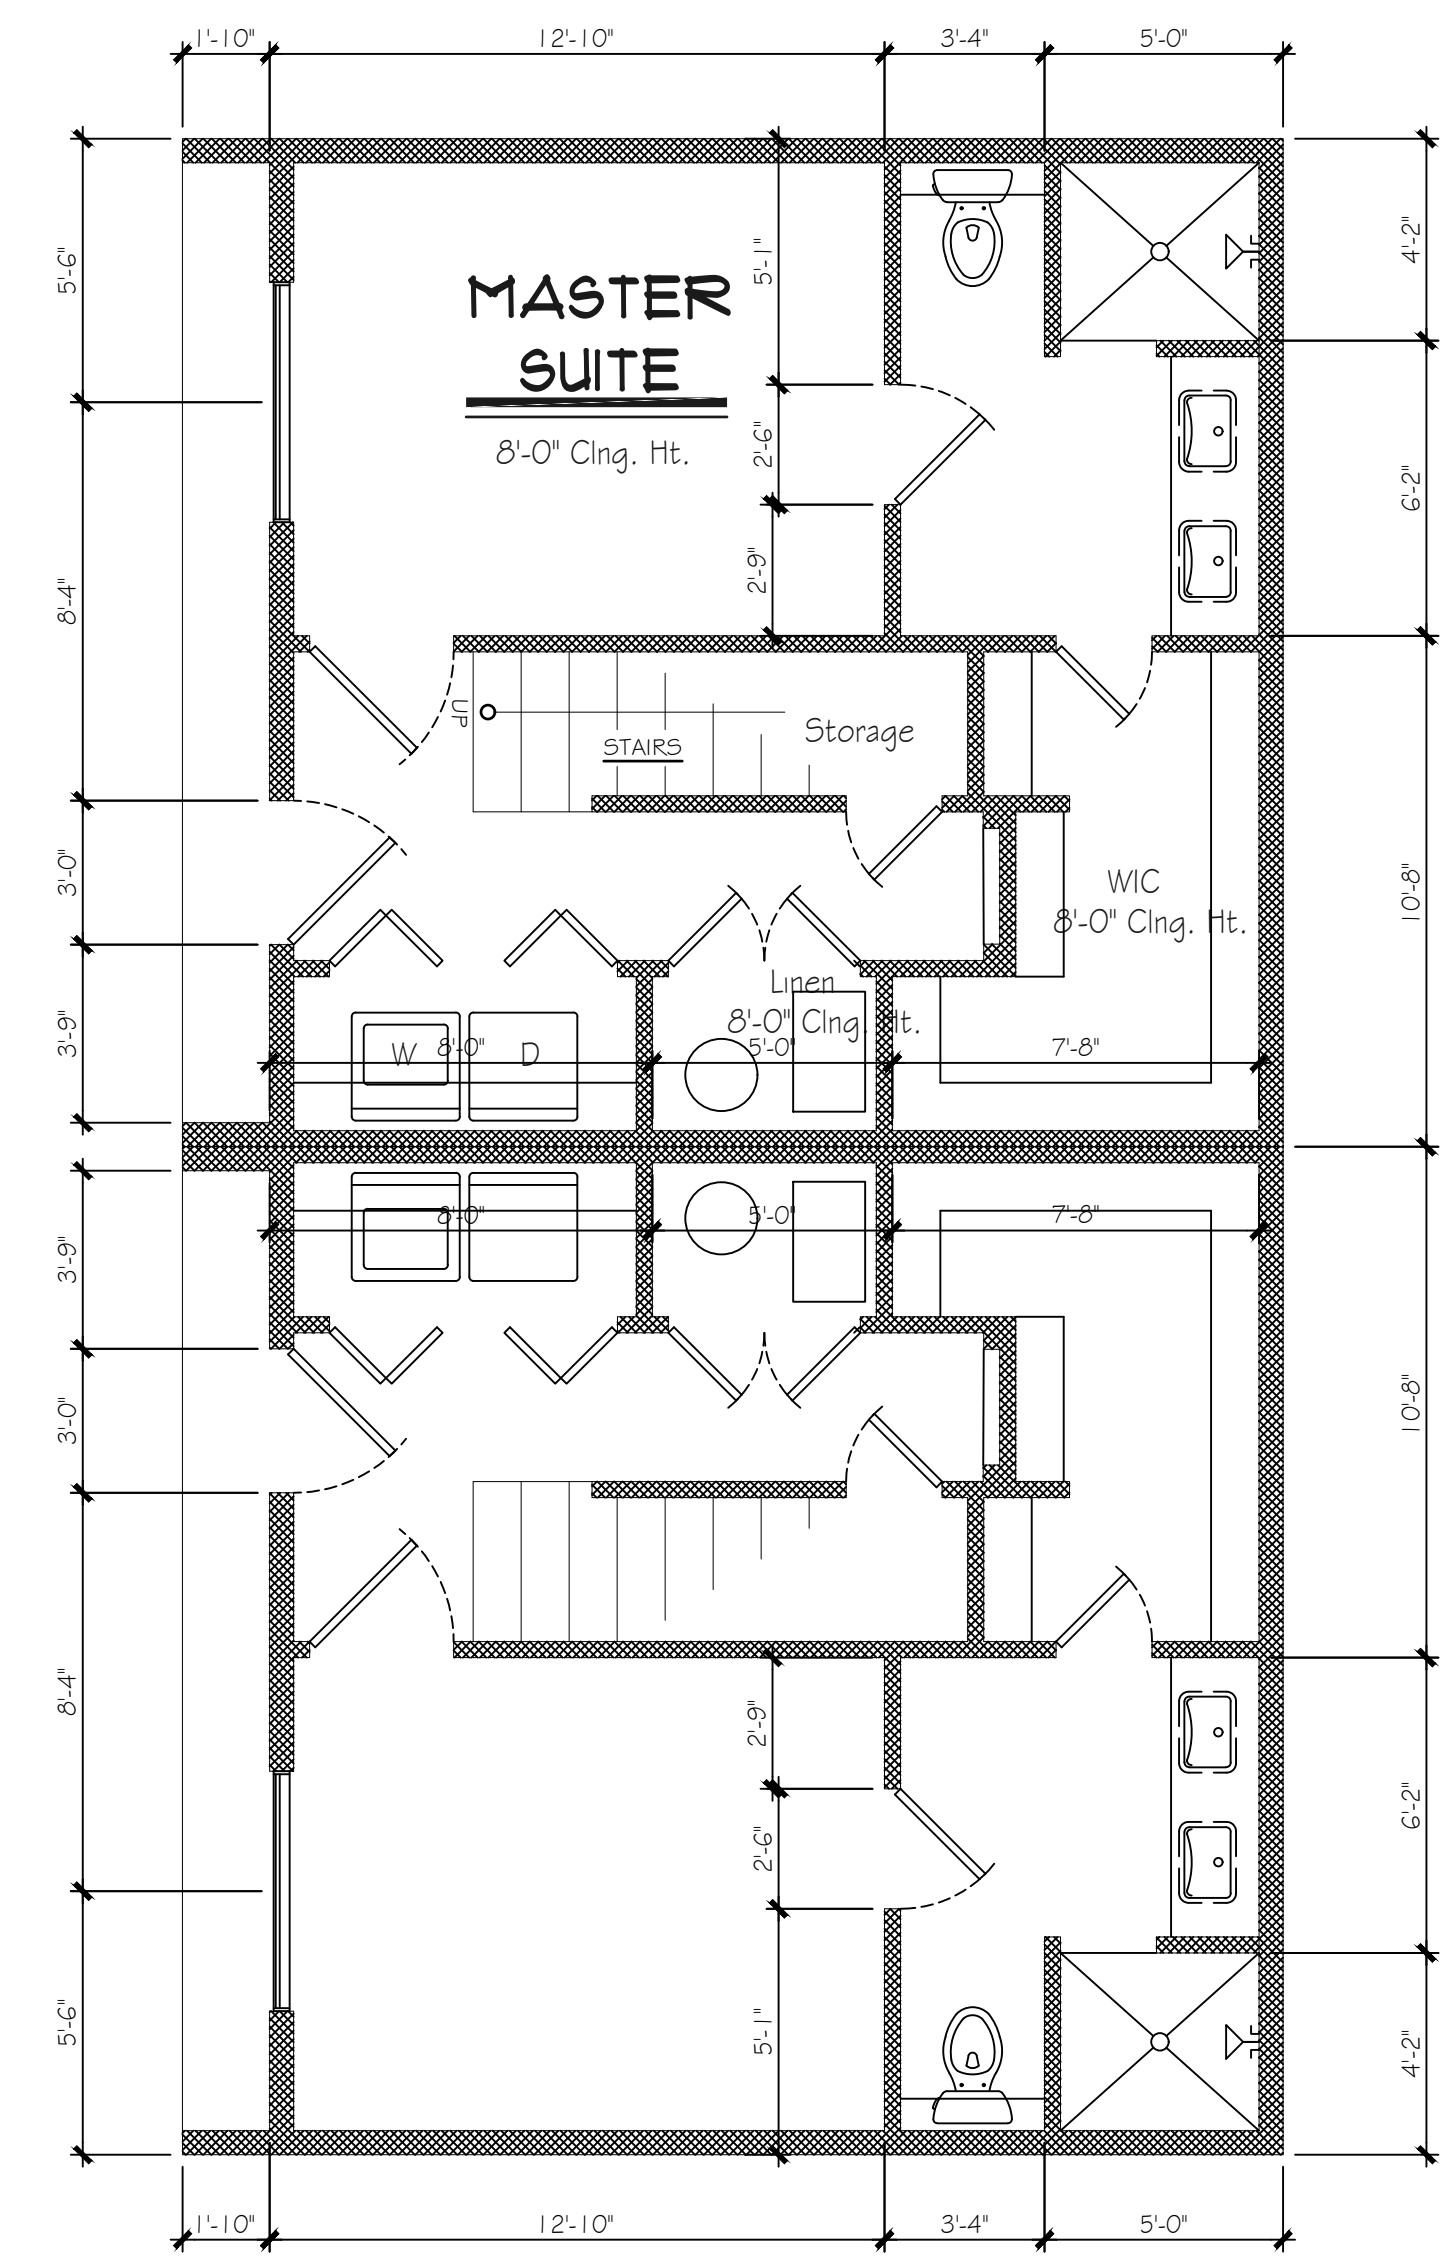 1'-10" 12'-10" 3'-4" 5'-0"
5'-6"
5'-1"
4'-2"
MASTER
SUITE
8'-0" Clng. Ht.
2'-6"
6'-2"
2'-9"
8'-4"
UP
STAIRS
Storage
3'-0"
WIC
8'-0" Clng. Ht.
10'-8"
Linen
8'-0" Clng. Ht.
3'-9"
W 8'-0" D 5'-0" 7'-8"
8'-0" 5'-0" 7'-8"
3'-9"
3'-0"
10'-8"
8'-4"
2'-9"
2'-6"
6'-2"
5'-6"
5'-1"
4'-2"
1'-10" 12'-10" 3'-4" 5'-0"